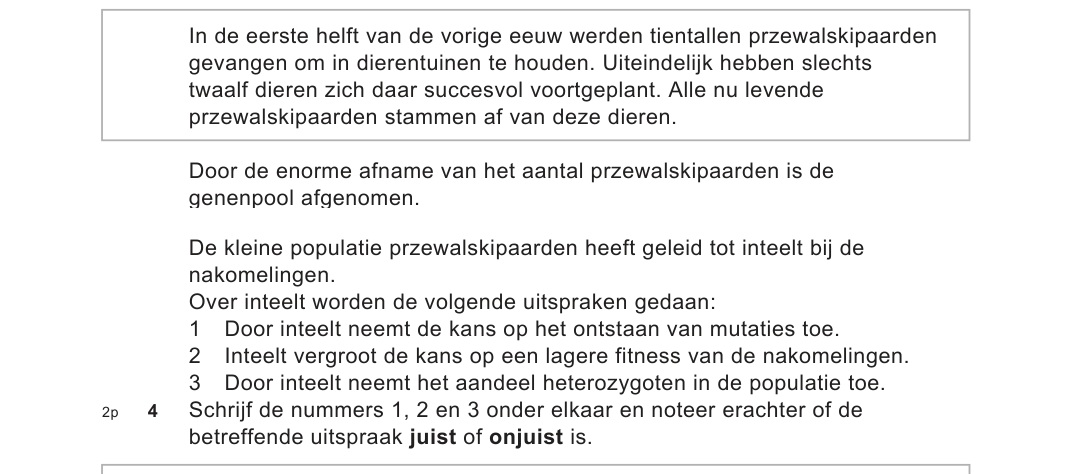 In de eerste helft van de vorige eeuw werden tientallen przewalskipaarden
gevangen om in dierentuinen te houden. Uiteindelijk hebben slechts
twaalf dieren zich daar succesvol voortgeplant. Alle nu levende
przewalskipaarden stammen af van deze dieren.
Door de enorme afname van het aantal przewalskipaarden is de
genenpool afgenomen.
De kleine populatie przewalskipaarden heeft geleid tot inteelt bij de
nakomelingen.
Over inteelt worden de volgende uitspraken gedaan:
1 Door inteelt neemt de kans op het ontstaan van mutaties toe.
2 Inteelt vergroot de kans op een lagere fitness van de nakomelingen.
3 Door inteelt neemt het aandeel heterozygoten in de populatie toe.
2p 4 Schrijf de nummers 1, 2 en 3 onder elkaar en noteer erachter of de
betreffende uitspraak juist of onjuist is.